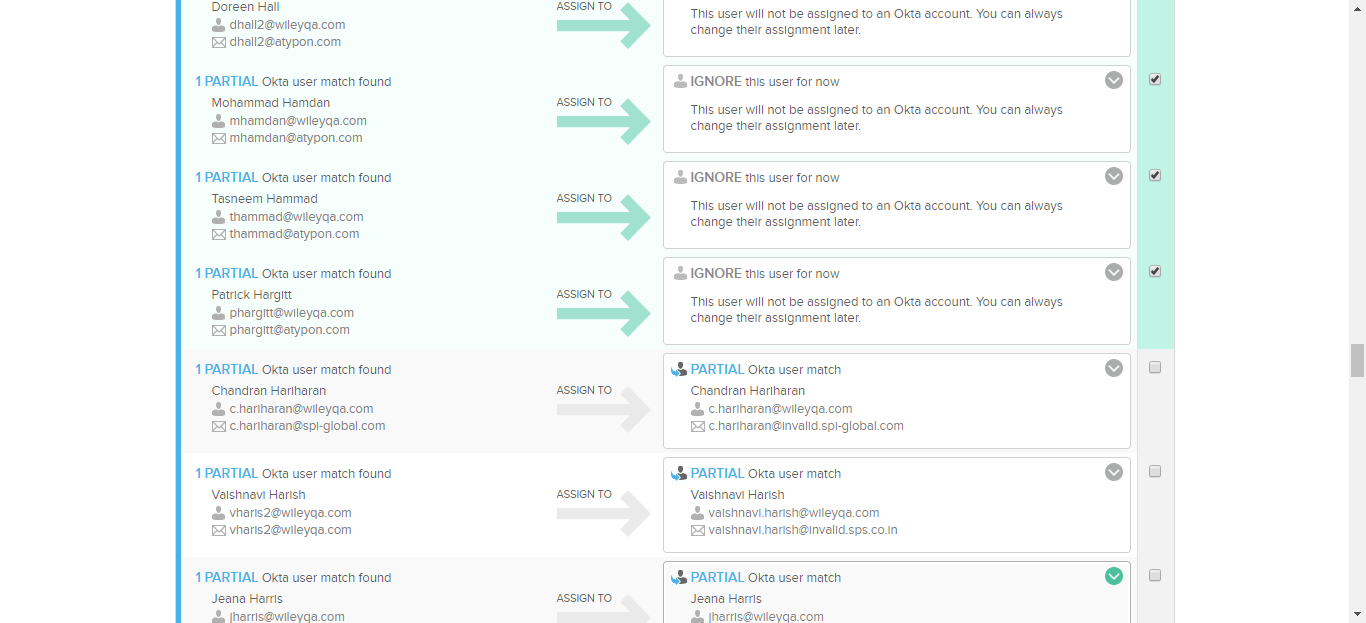 Doreen Hall
dhall2@wileyqa.com
dhall2@atypon.com
ASSIGN TO
This user will not be assigned to an Okta account. You can always
change their assignment later.
1 PARTIAL Okta user match found
Mohammad Hamdan
mhamdan@wileyqa.com
mhamdan@atypon.com
ASSIGN TO
IGNORE this user for now
This user will not be assigned to an Okta account. You can always
change their assignment later.
1 PARTIAL Okta user match found
Tasneem Hammad
thammad@wileyqa.com
thammad@atypon.com
ASSIGN TO
IGNORE this user for now
This user will not be assigned to an Okta account. You can always
change their assignment later.
1 PARTIAL Okta user match found
Patrick Hargitt
phargitt@wileyqa.com
phargitt@atypon.com
ASSIGN TO
IGNORE this user for now
This user will not be assigned to an Okta account. You can always
change their assignment later.
1 PARTIAL Okta user match found
Chandran Hariharan
c.hariharan@wileyqa.com
c.hariharan@spi-global.com
ASSIGN TO
PARTIAL Okta user match
Chandran Hariharan
c.hariharan@wileyqa.com
c.hariharan@invalid.spi-global.com
1 PARTIAL Okta user match found
Vaishnavi Harish
vharis2@wileyqa.com
vharis2@wileyqa.com
ASSIGN TO
PARTIAL Okta user match
Vaishnavi Harish
vaishnavi.harish@wileyqa.com
vaishnavi.harish@invalid.sps.co.in
1 PARTIAL Okta user match found
Jeana Harris
jharris@wileyqa.com
ASSIGN TO
PARTIAL Okta user match
Jeana Harris
jharris@wileyqa.com